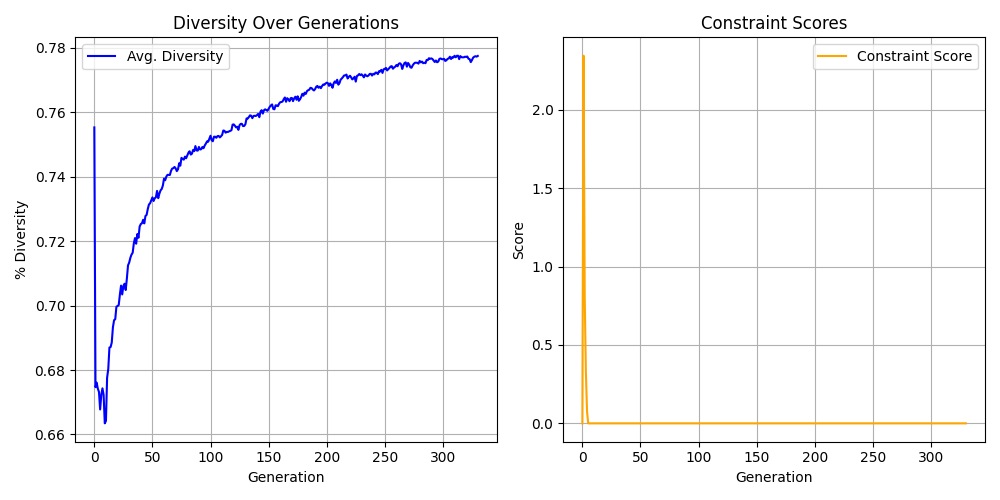 Diversity Over Generations
Avg. Diversity
% Diversity
0.78
0.76
0.74
0.72
0.70
0.68
0.66
0 50 100 150 200 250 300
Generation
Constraint Scores
Constraint Score
Score
2.0
1.5
1.0
0.5
0.0
0 50 100 150 200 250 300
Generation